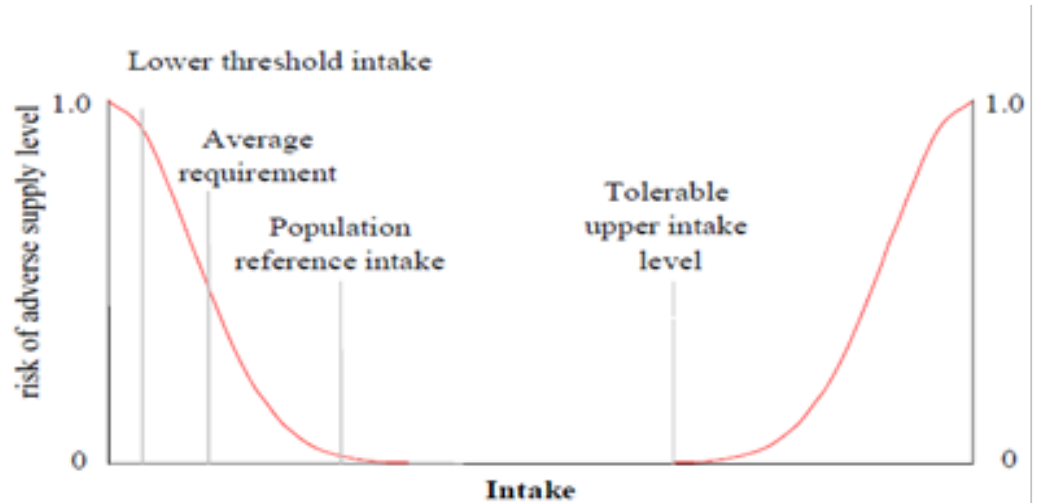 Lower threshold intake
1.0
1.0
Average
requirement
Tolerable
upper intake
level
Population
reference intake
risk of adverse supply level
0
0
Intake